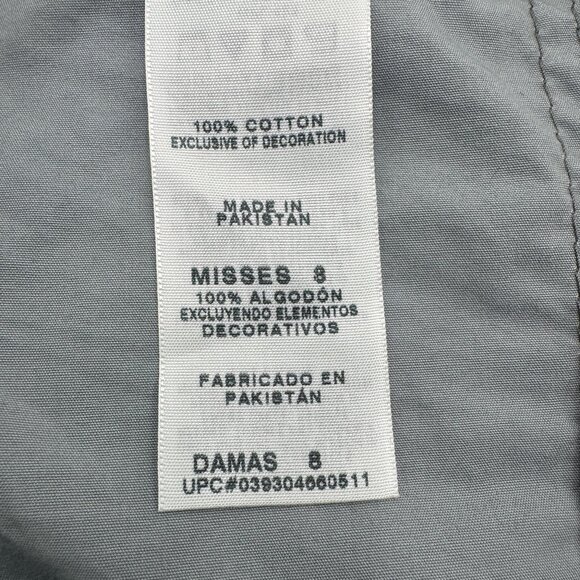 100% COTTON
EXCLUSIVE OF DECORATION
MADE IN
PAKISTAN
MISSES 8
100% ALGODÓN
EXCLUYENDO ELEMENTOS
DECORATIVOS
FABRICADO EN
PAKISTÁN
DAMAS 8
UPC#039304660511